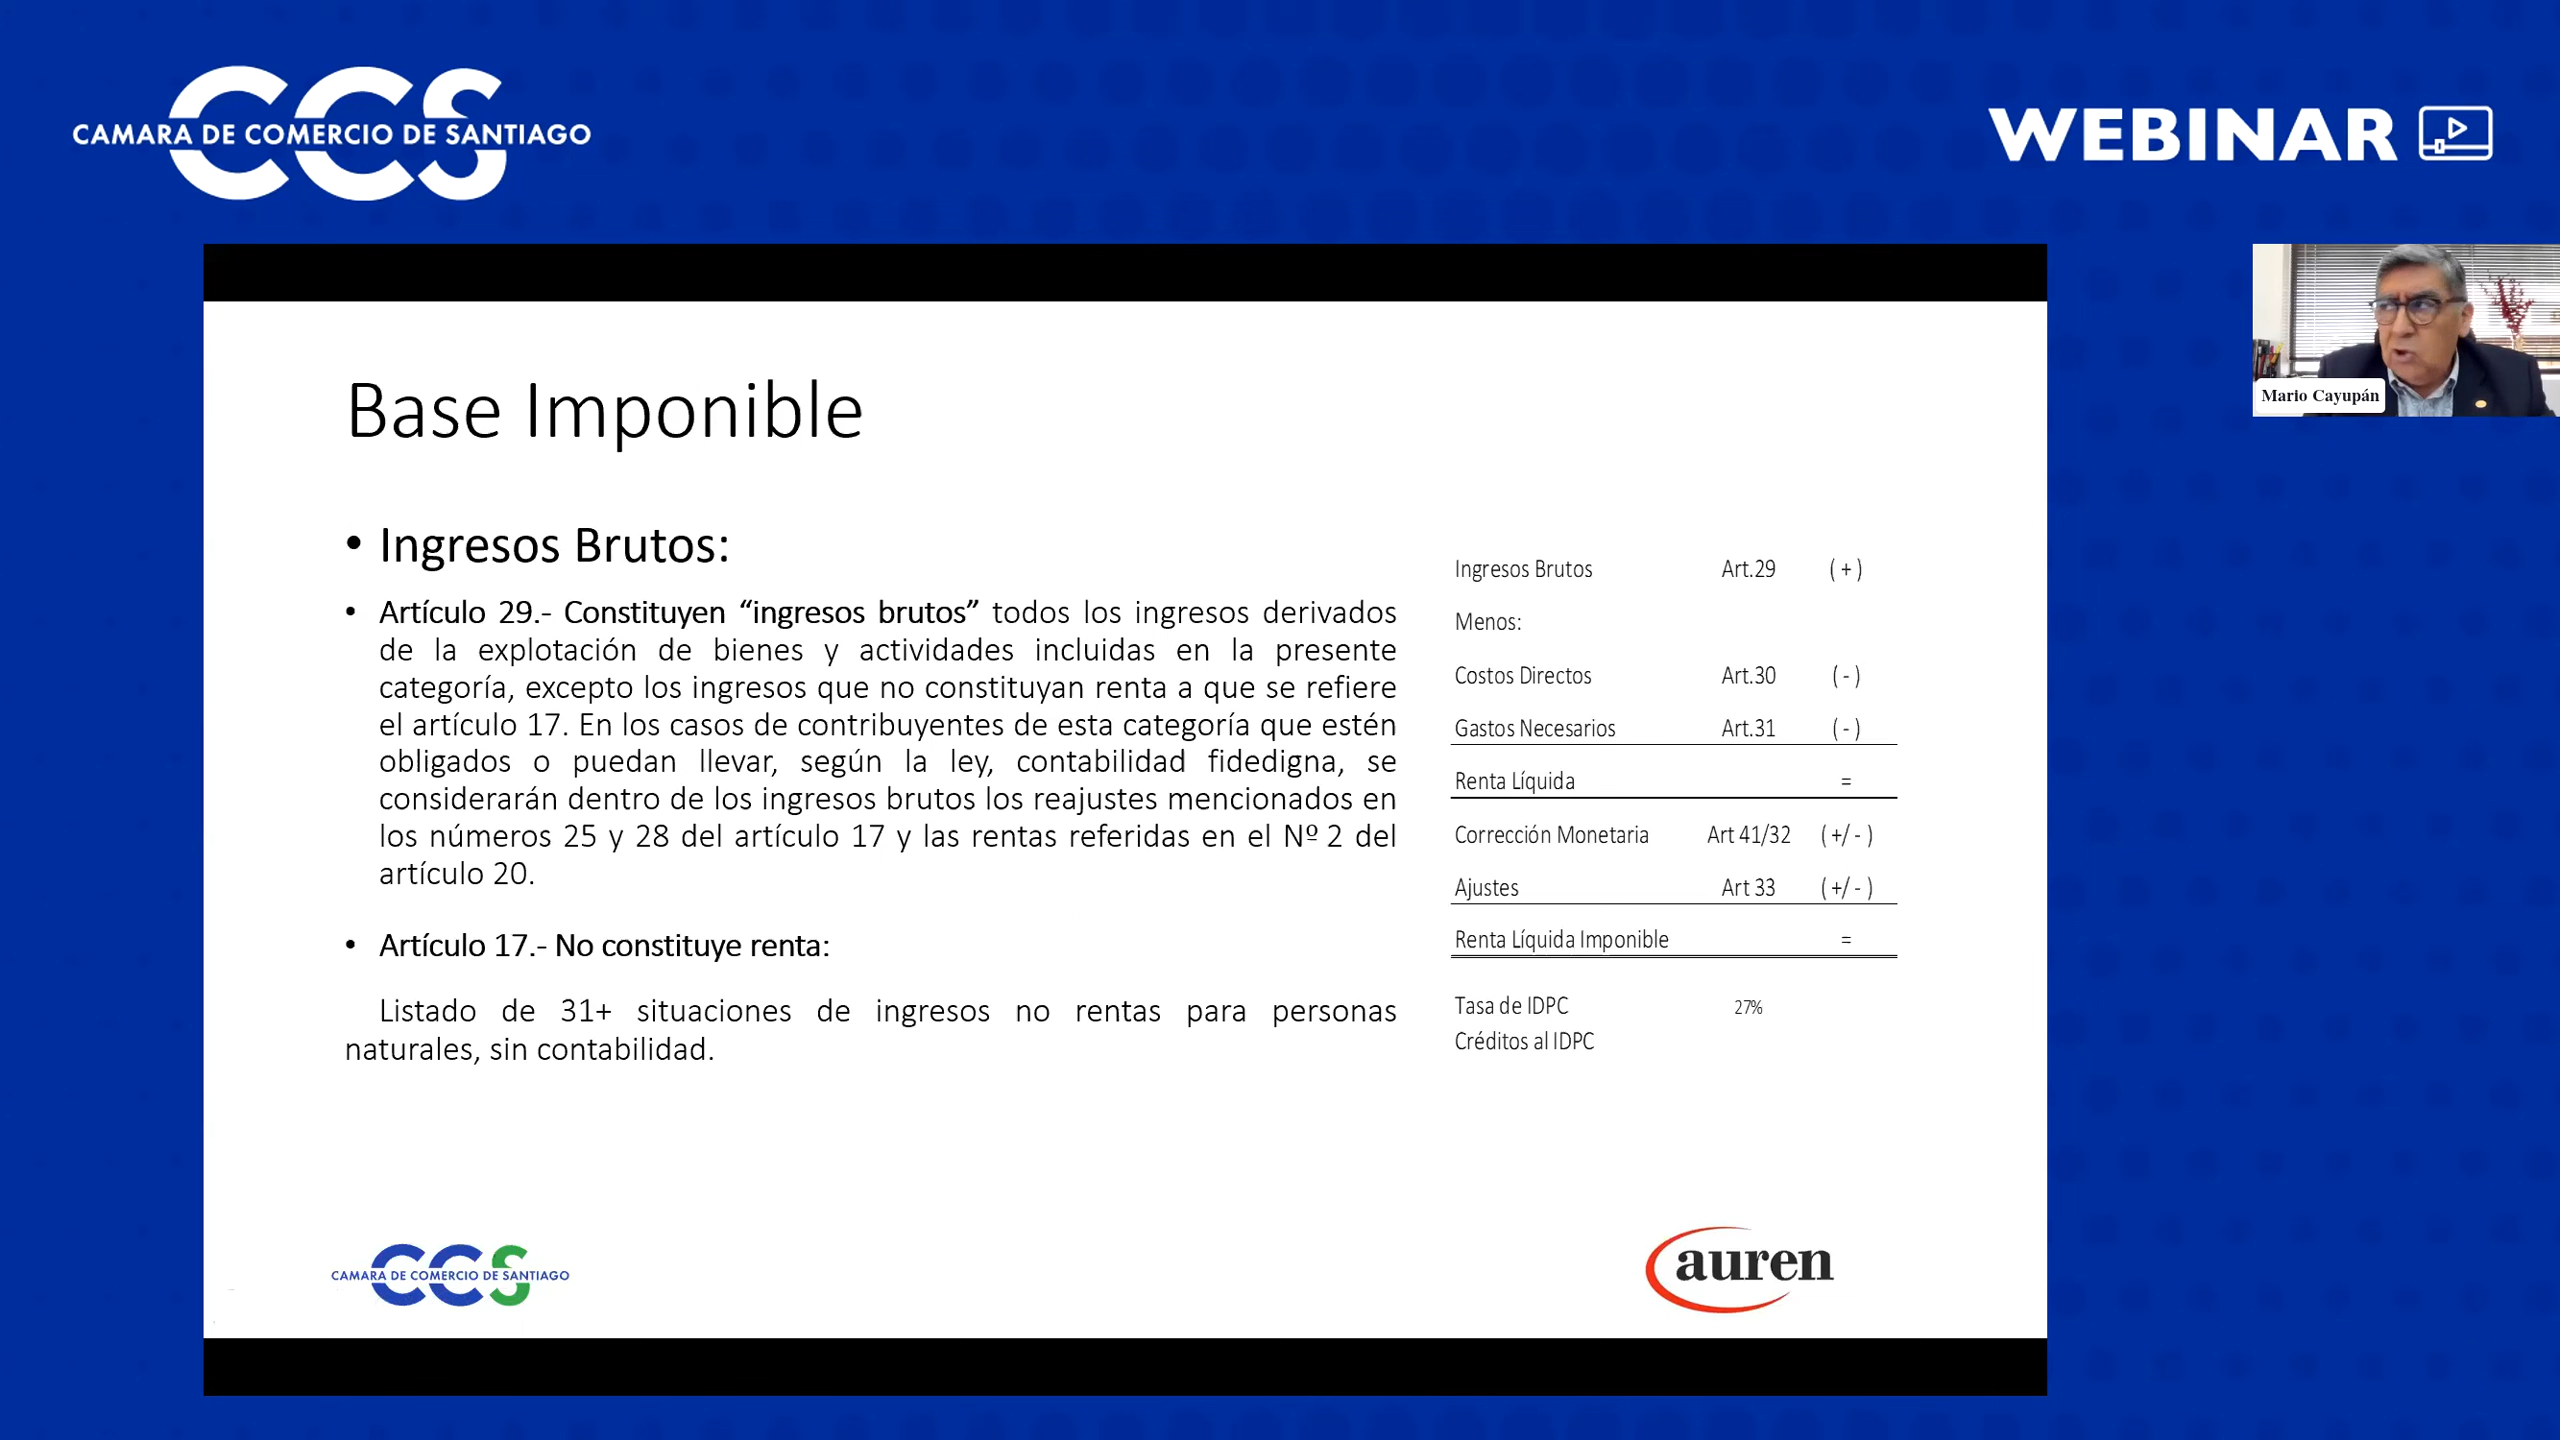 CCS
CAMARA DE COMERCIO DE SANTIAGO
WEBINAR
Mario Cayupán
Base Imponible
• Ingresos Brutos:
• Artículo 29.- Constituyen “ingresos brutos” todos los ingresos derivados
de la explotación de bienes y actividades incluidas en la presente
categoría, excepto los ingresos que no constituyan renta a que se refiere
el artículo 17. En los casos de contribuyentes de esta categoría que estén
obligados o puedan llevar, según la ley, contabilidad fidedigna, se
considerarán dentro de los ingresos brutos los reajustes mencionados en
los números 25 y 28 del artículo 17 y las rentas referidas en el Nº 2 del
artículo 20.
• Artículo 17.- No constituye renta:
Listado de 31+ situaciones de ingresos no rentas para personas
naturales, sin contabilidad.
Ingresos Brutos Art.29 ( + )
Menos:
Costos Directos Art.30 ( - )
Gastos Necesarios Art.31 ( - )
Renta Líquida =
Corrección Monetaria Art 41/32 ( +/ - )
Ajustes Art 33 ( +/ - )
Renta Líquida Imponible =
Tasa de IDPC 27%
Créditos al IDPC
CCS
CAMARA DE COMERCIO DE SANTIAGO
auren